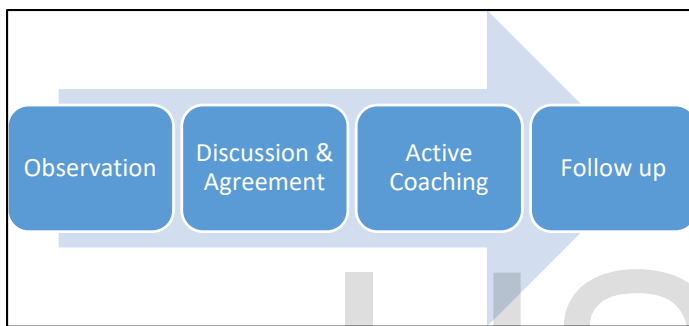 Observation
Discussion &
Agreement
Active
Coaching
Follow up